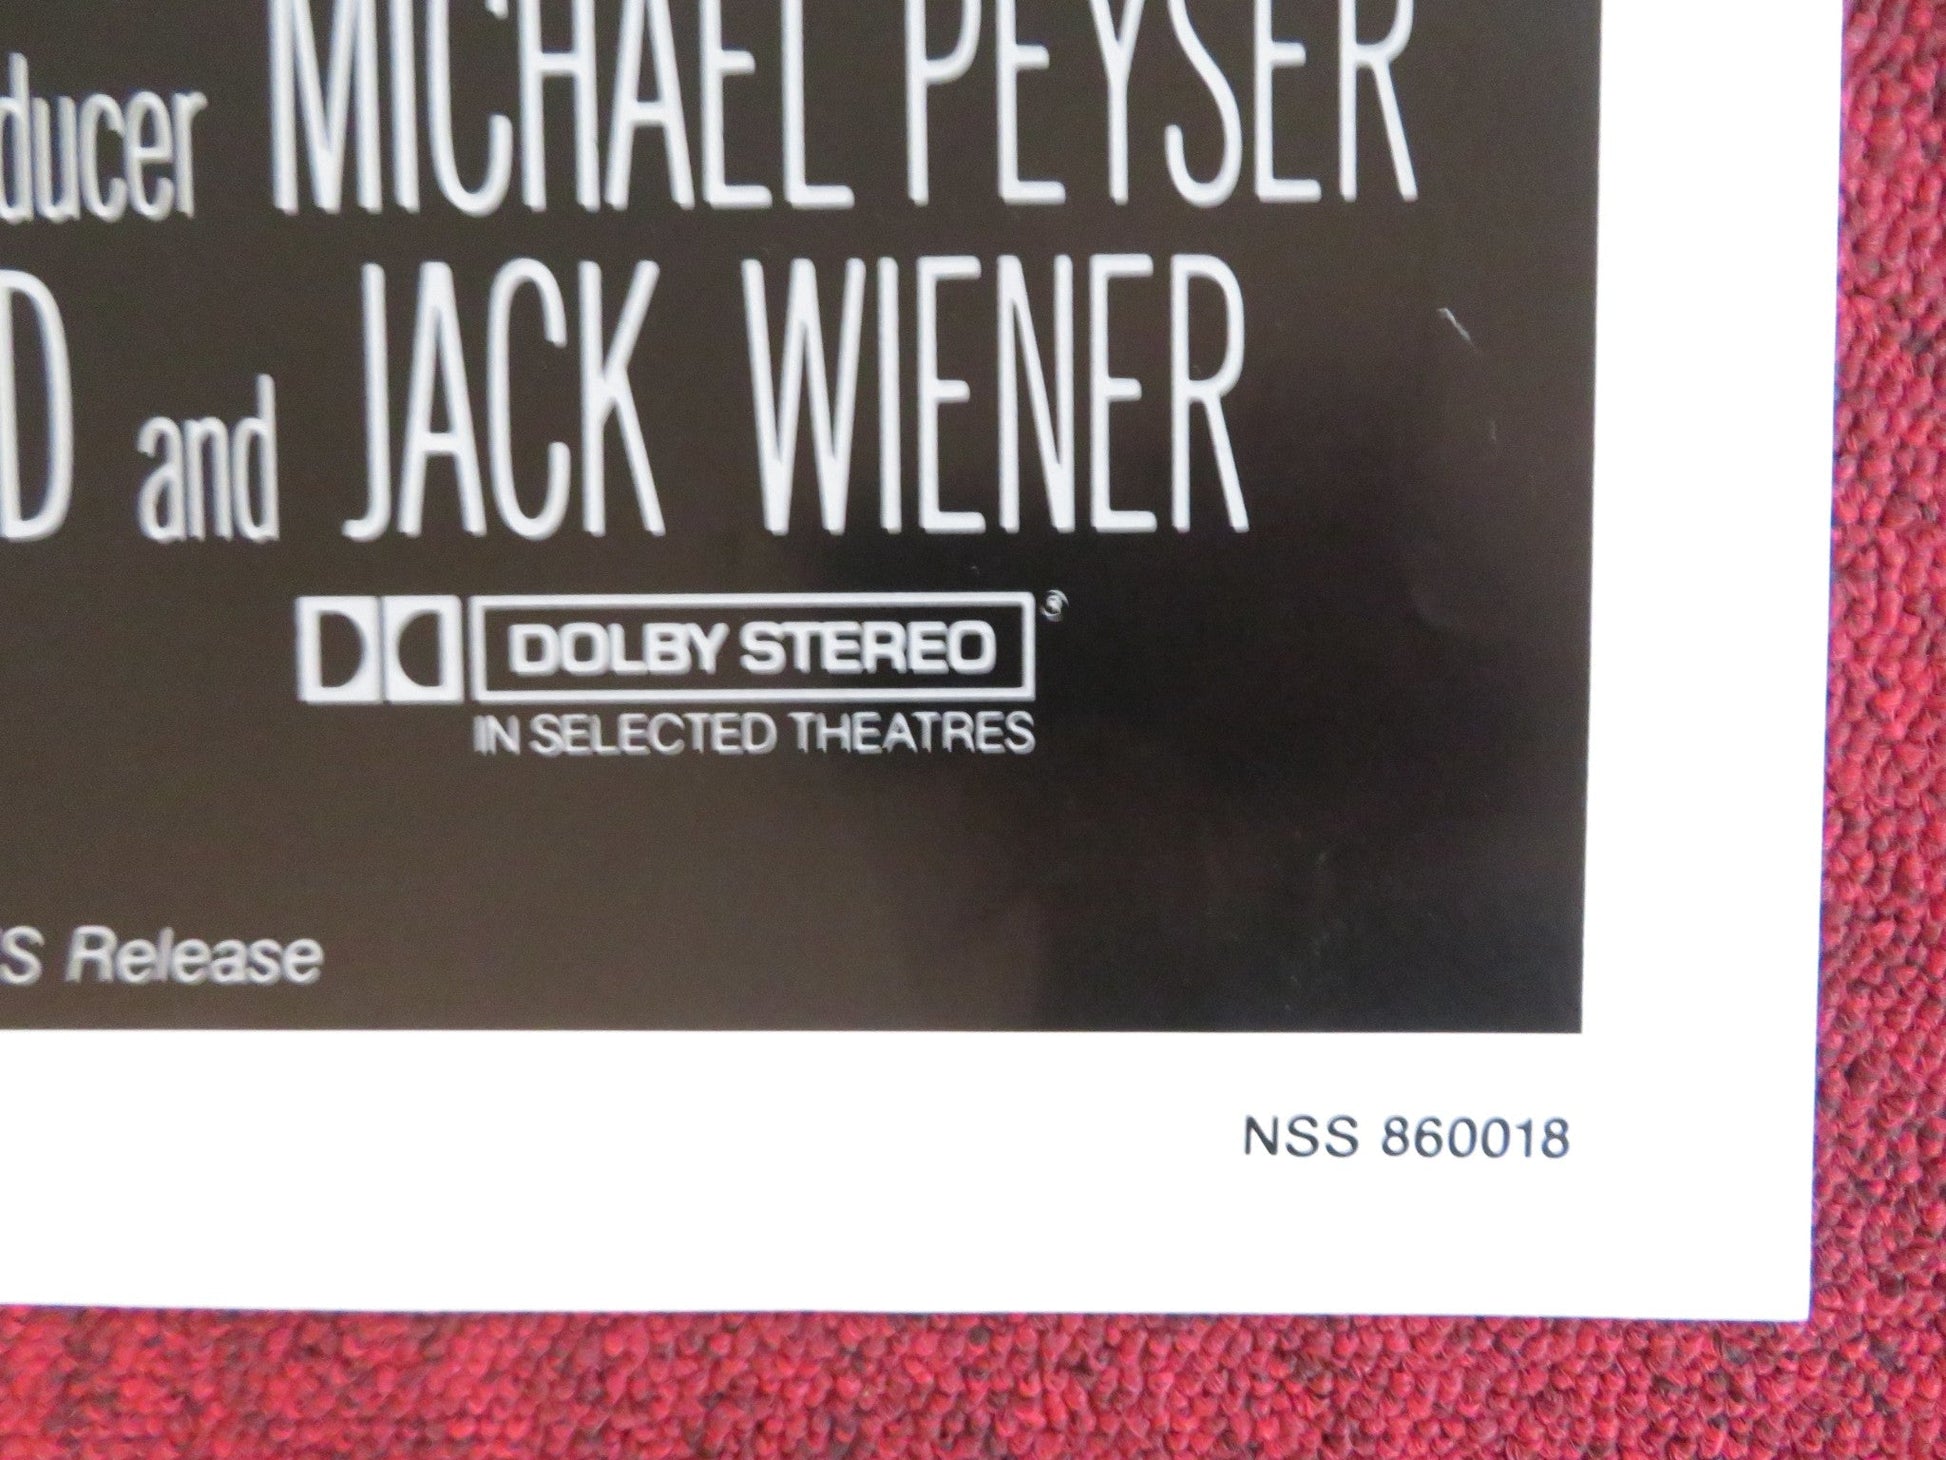 ducer MICHAEL PEYSER
D and JACK WIENER
DOLBY STEREO ®
IN SELECTED THEATRES
S Release
NSS 860018